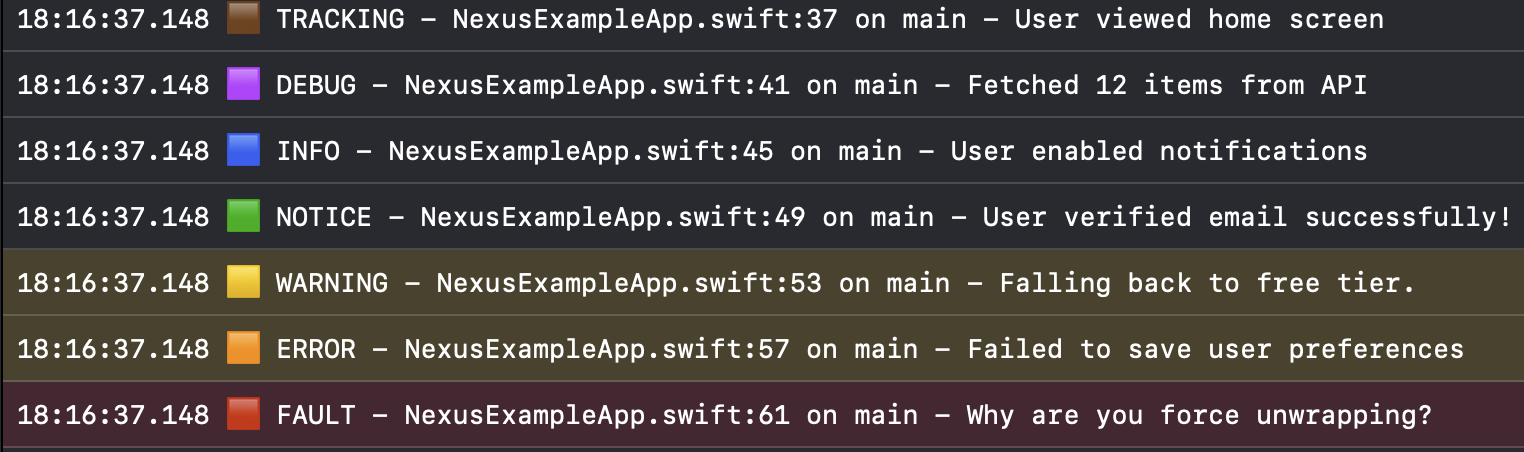 18:16:37.148 🟫 TRACKING – NexusExampleApp.swift:37 on main – User viewed home screen
18:16:37.148 🟪 DEBUG – NexusExampleApp.swift:41 on main – Fetched 12 items from API
18:16:37.148 🟦 INFO – NexusExampleApp.swift:45 on main – User enabled notifications
18:16:37.148 🟩 NOTICE – NexusExampleApp.swift:49 on main – User verified email successfully!
18:16:37.148 🟨 WARNING – NexusExampleApp.swift:53 on main – Falling back to free tier.
18:16:37.148 🟧 ERROR – NexusExampleApp.swift:57 on main – Failed to save user preferences
18:16:37.148 🟥 FAULT – NexusExampleApp.swift:61 on main – Why are you force unwrapping?